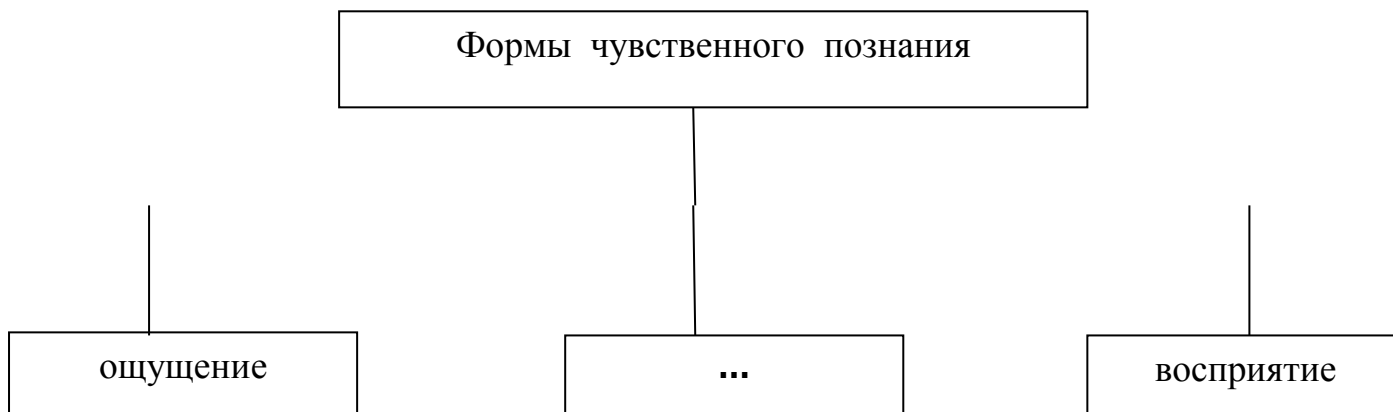 Формы чувственного познания
ощущение
...
восприятие